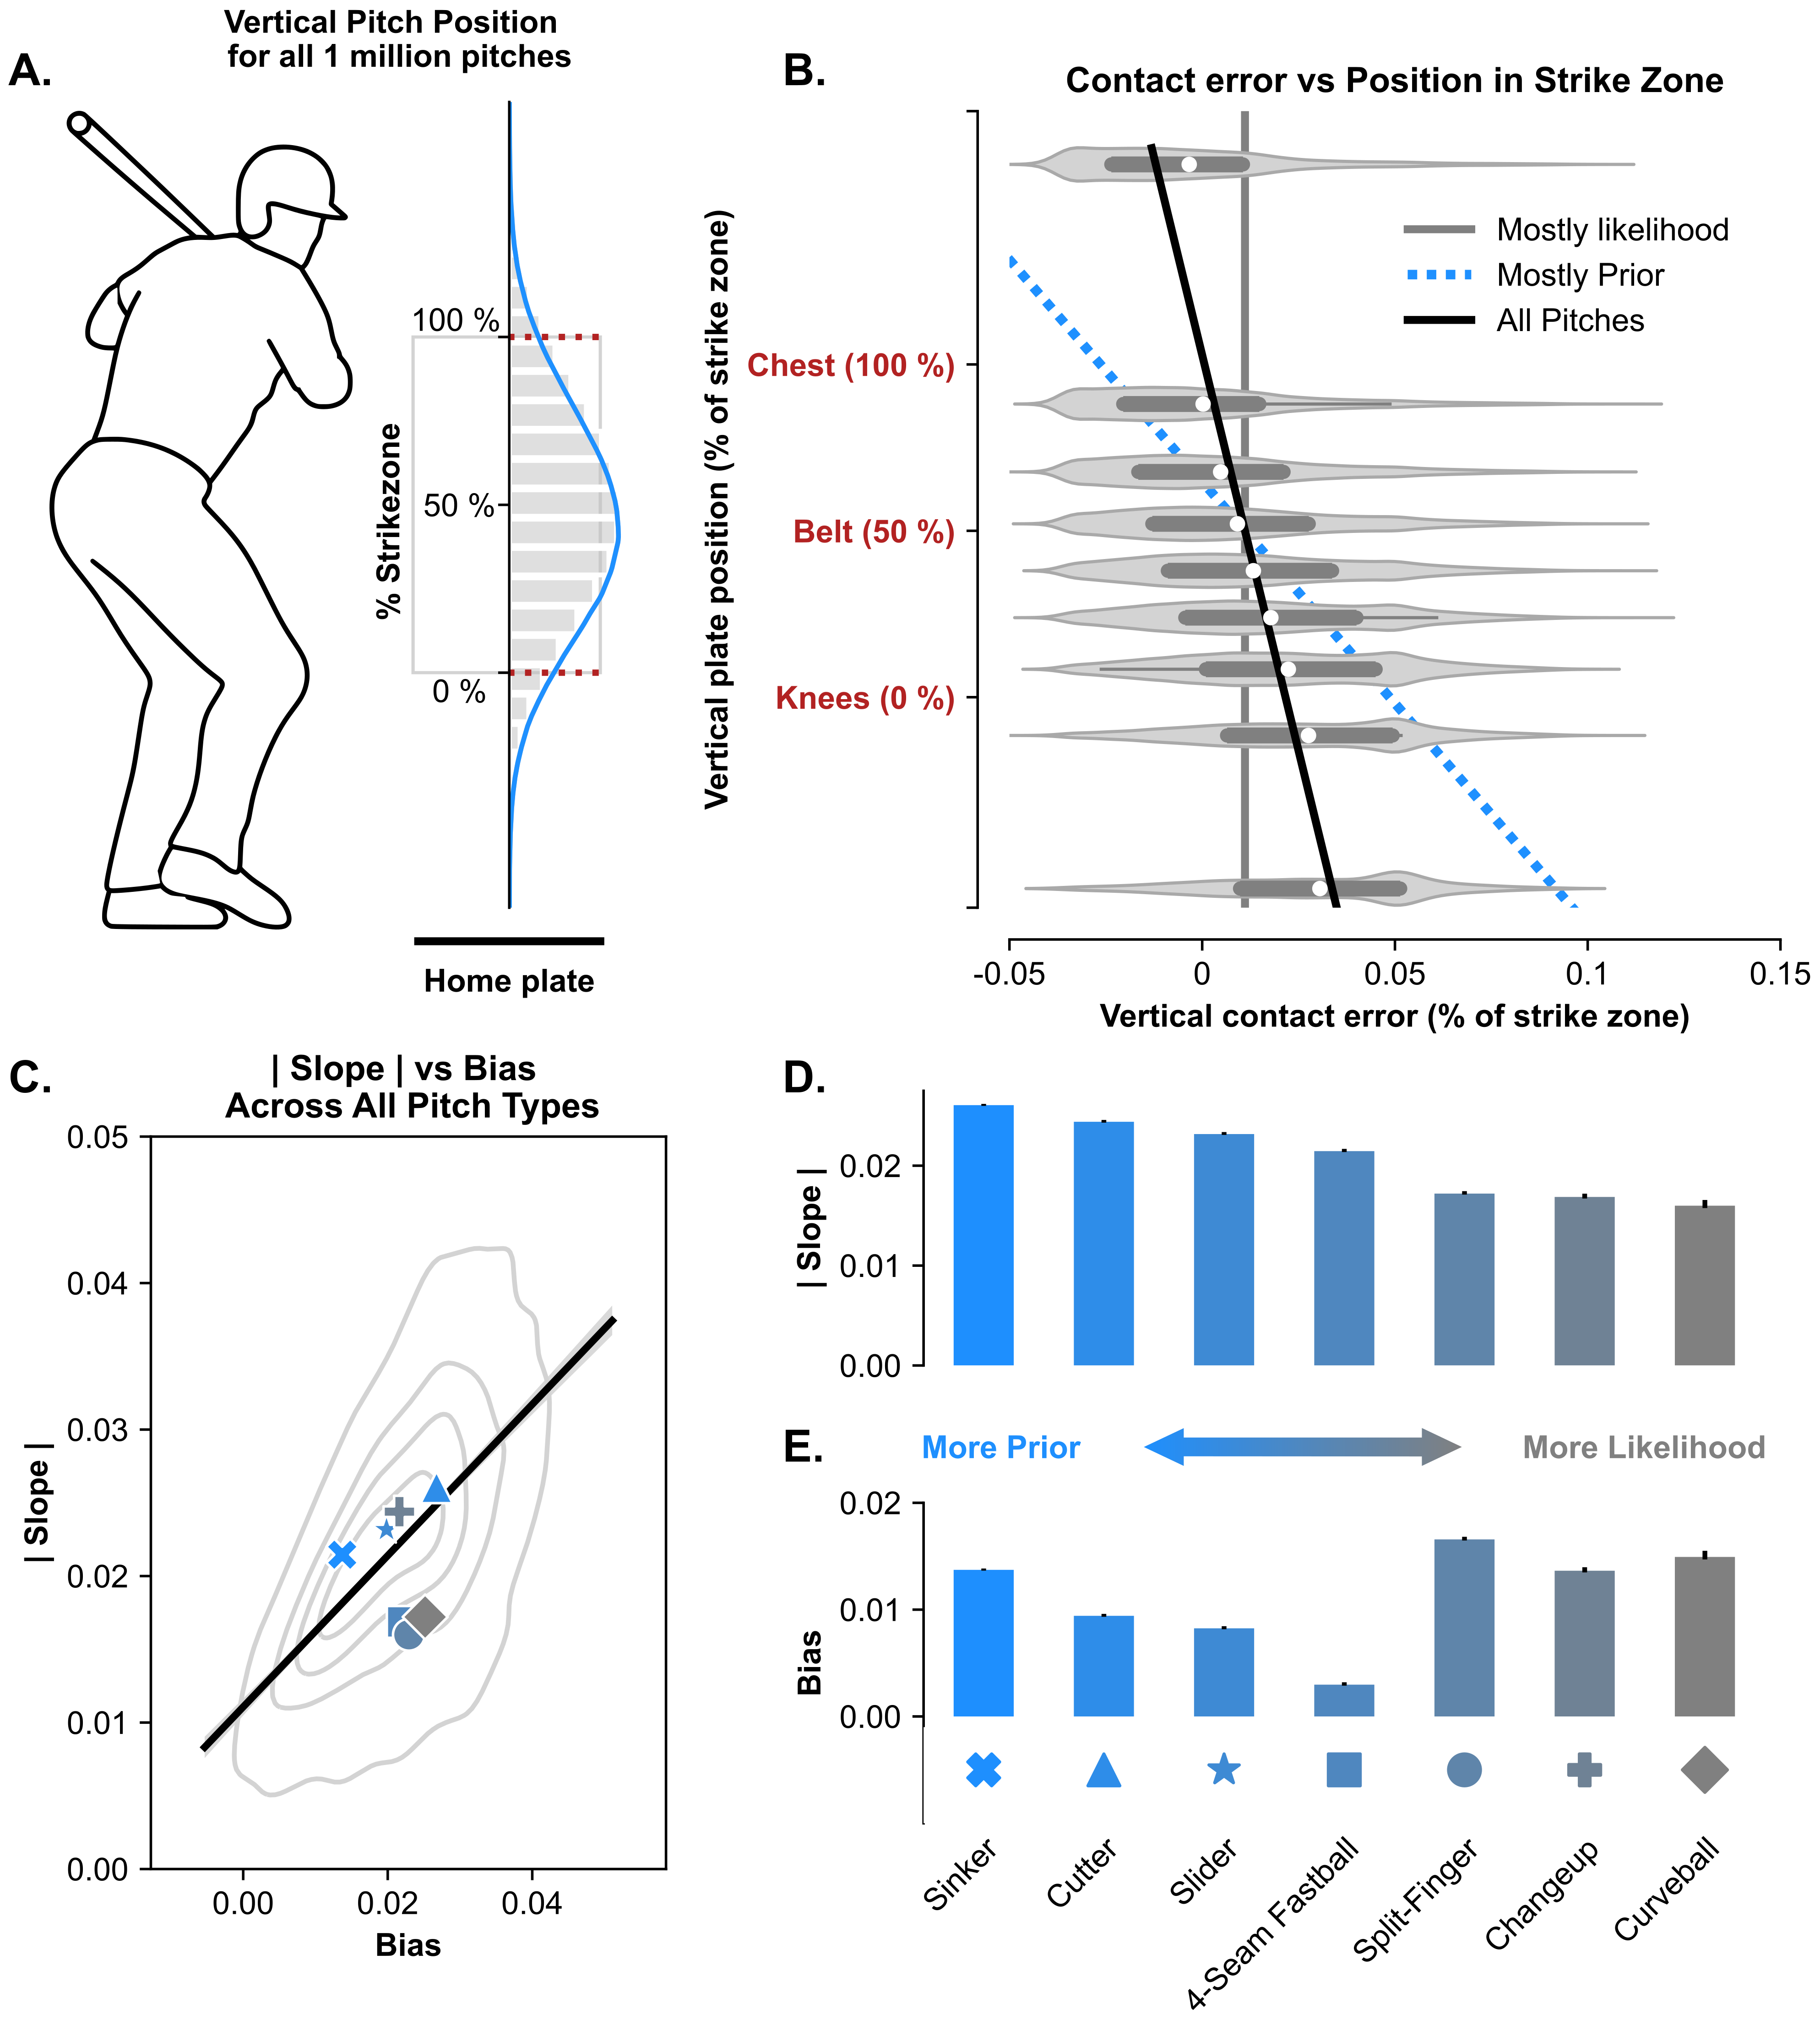 A.
Vertical Pitch Position
for all 1 million pitches
100 %
50 %
0 %
% Strikezone
Home plate
B.
Contact error vs Position in Strike Zone
Mostly likelihood
Mostly Prior
All Pitches
Vertical plate position (% of strike zone)
Chest (100 %)
Belt (50 %)
Knees (0 %)
-0.05 0 0.05 0.1 0.15
Vertical contact error (% of strike zone)
C.
| Slope | vs Bias
Across All Pitch Types
0.05
0.04
0.03
0.02
0.01
0.00
| Slope |
0.00 0.02 0.04
Bias
D.
| Slope |
0.02
0.01
0.00
E.
More Prior
More Likelihood
Bias
0.02
0.01
0.00
Sinker
Cutter
Slider
4-Seam Fastball
Split-Finger
Changeup
Curveball